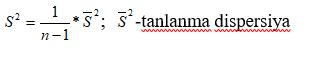 S² = 1/(n−1) * S̅²; S̅²-tanlanma dispersiya